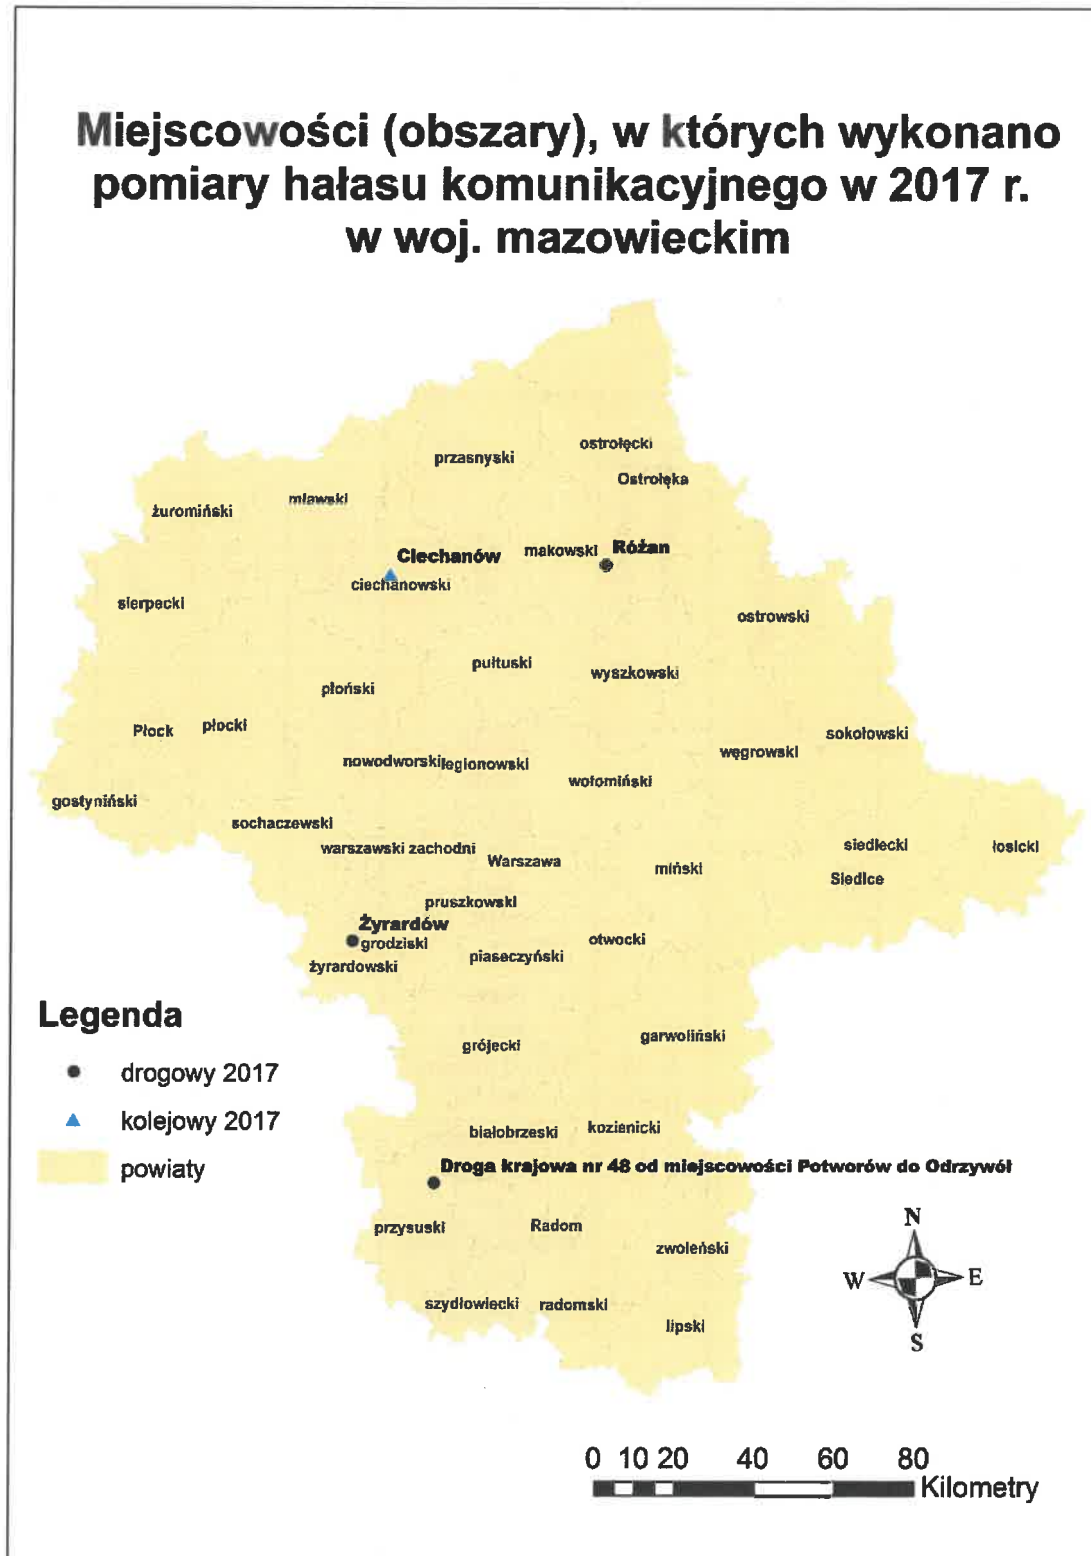 Miejscowości (obszary), w których wykonano
pomiary hałasu komunikacyjnego w 2017 r.
w woj. mazowieckim
ostrołęcki
przasnyski
Ostrołęka
mławski
żuromiński
Ciechanów
makowski
Różan
ciechanowski
sierpecki
ostrowski
pułtuski
wyszkowski
płoński
Płock
płocki
sokołowski
węgrowski
nowodworski
legionowski
wołomiński
gostyniński
sochaczewski
warszawski zachodni
Warszawa
miński
siedlecki
łosicki
Siedlce
pruszkowski
Żyrardów
grodziski
otwocki
piaseczyński
żyrardowski
Legenda
drogowy 2017
kolejowy 2017
powiaty
grójecki
garwoliński
białobrzeski
kozienicki
Droga krajowa nr 48 od miejscowości Potworów do Odrzywół
przysuski
Radom
zwoleński
szydłowiecki
radomski
lipski
N
W
E
S
0 10 20 40 60 80
Kilometry